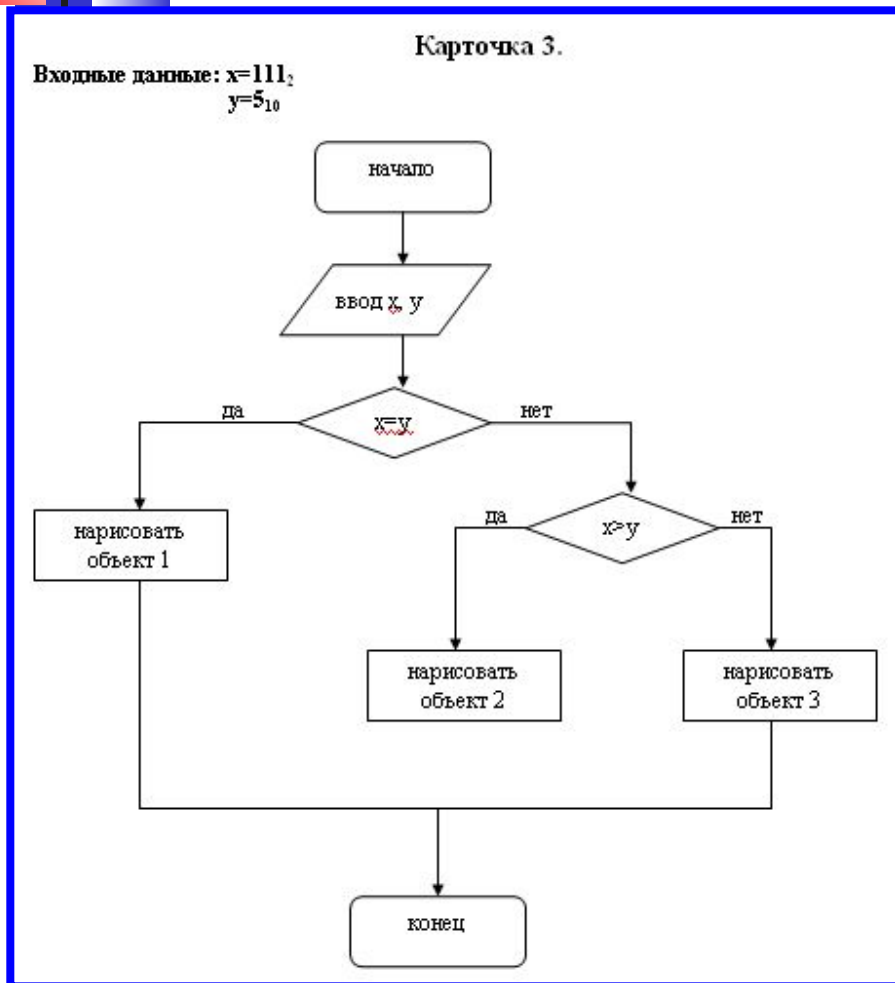 Карточка 3.
Входные данные: x=111₂
y=5₁₀
начало
ввод x, y
да
x=y
нет
нарисовать
объект 1
да
x>y
нет
нарисовать
объект 2
нарисовать
объект 3
конец